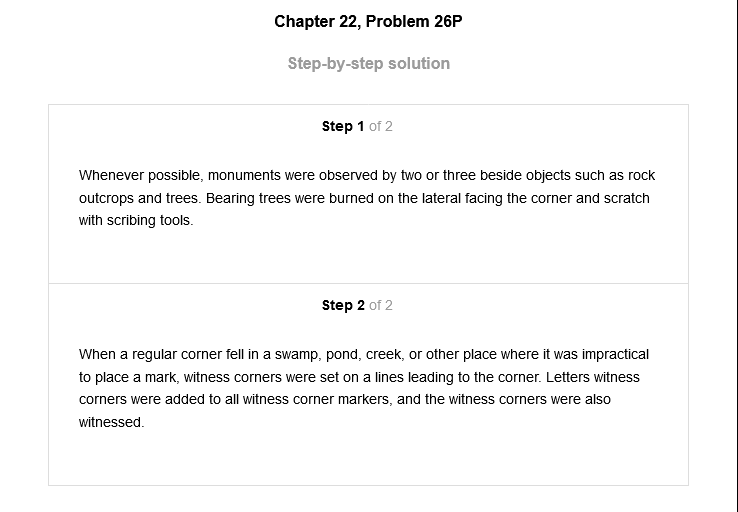 Chapter 22, Problem 26P
Step-by-step solution
Step 1 of 2
Whenever possible, monuments were observed by two or three beside objects such as rock
outcrops and trees. Bearing trees were burned on the lateral facing the corner and scratch
with scribing tools.
Step 2 of 2
When a regular corner fell in a swamp, pond, creek, or other place where it was impractical
to place a mark, witness corners were set on a lines leading to the corner. Letters witness
corners were added to all witness corner markers, and the witness corners were also
witnessed.